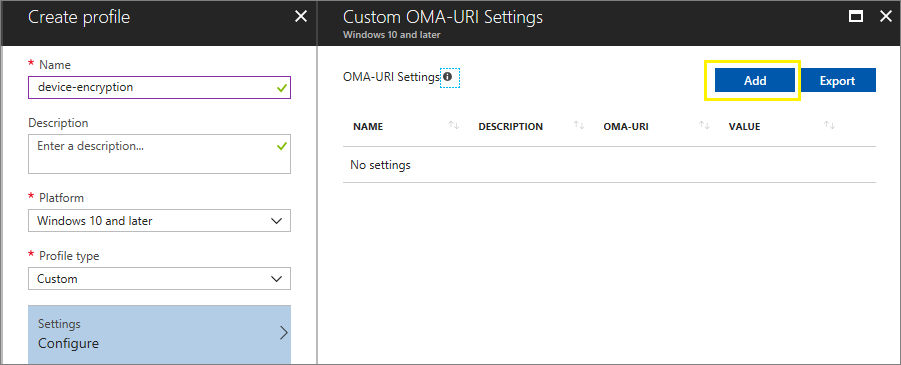 Create profile
* Name
device-encryption
Description
Enter a description...
* Platform
Windows 10 and later
* Profile type
Custom
Settings
Configure
Custom OMA-URI Settings
Windows 10 and later
OMA-URI Settings
Add Export
NAME DESCRIPTION OMA-URI VALUE
No settings